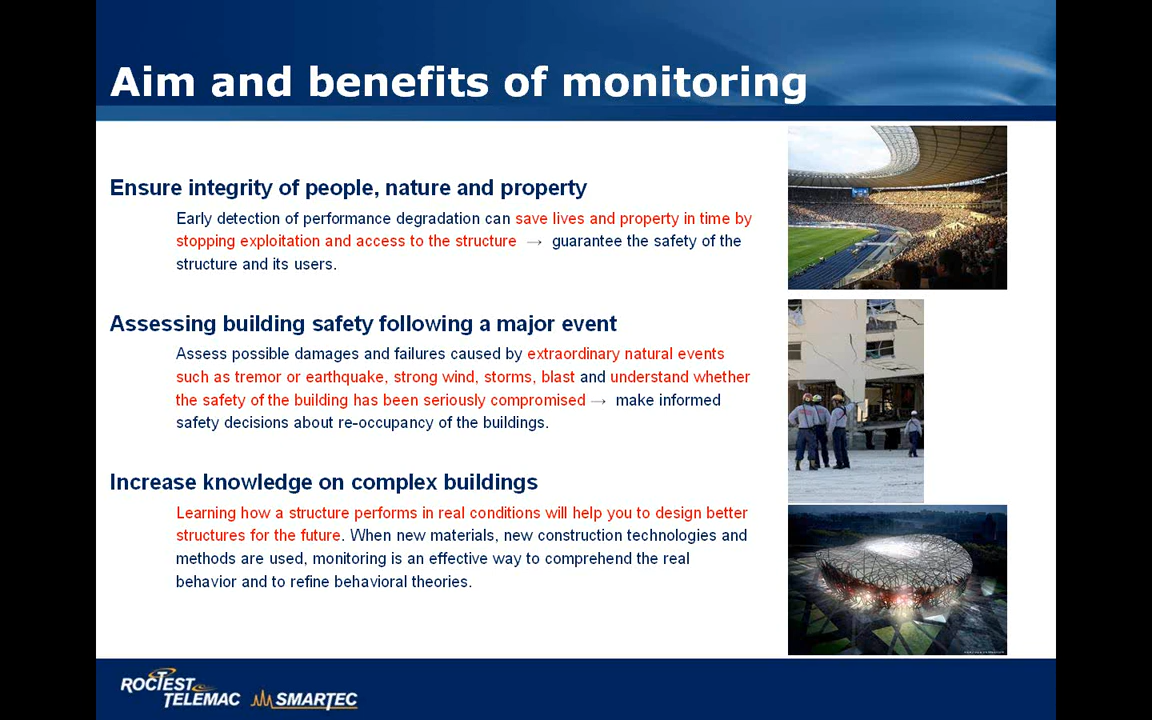 Aim and benefits of monitoring
Ensure integrity of people, nature and property
Early detection of performance degradation can save lives and property in time by
stopping exploitation and access to the structure → guarantee the safety of the
structure and its users.
Assessing building safety following a major event
Assess possible damages and failures caused by extraordinary natural events
such as tremor or earthquake, strong wind, storms, blast and understand whether
the safety of the building has been seriously compromised → make informed
safety decisions about re-occupancy of the buildings.
Increase knowledge on complex buildings
Learning how a structure performs in real conditions will help you to design better
structures for the future. When new materials, new construction technologies and
methods are used, monitoring is an effective way to comprehend the real
behavior and to refine behavioral theories.
ROCTEST
TELEMAC
SMARTEC